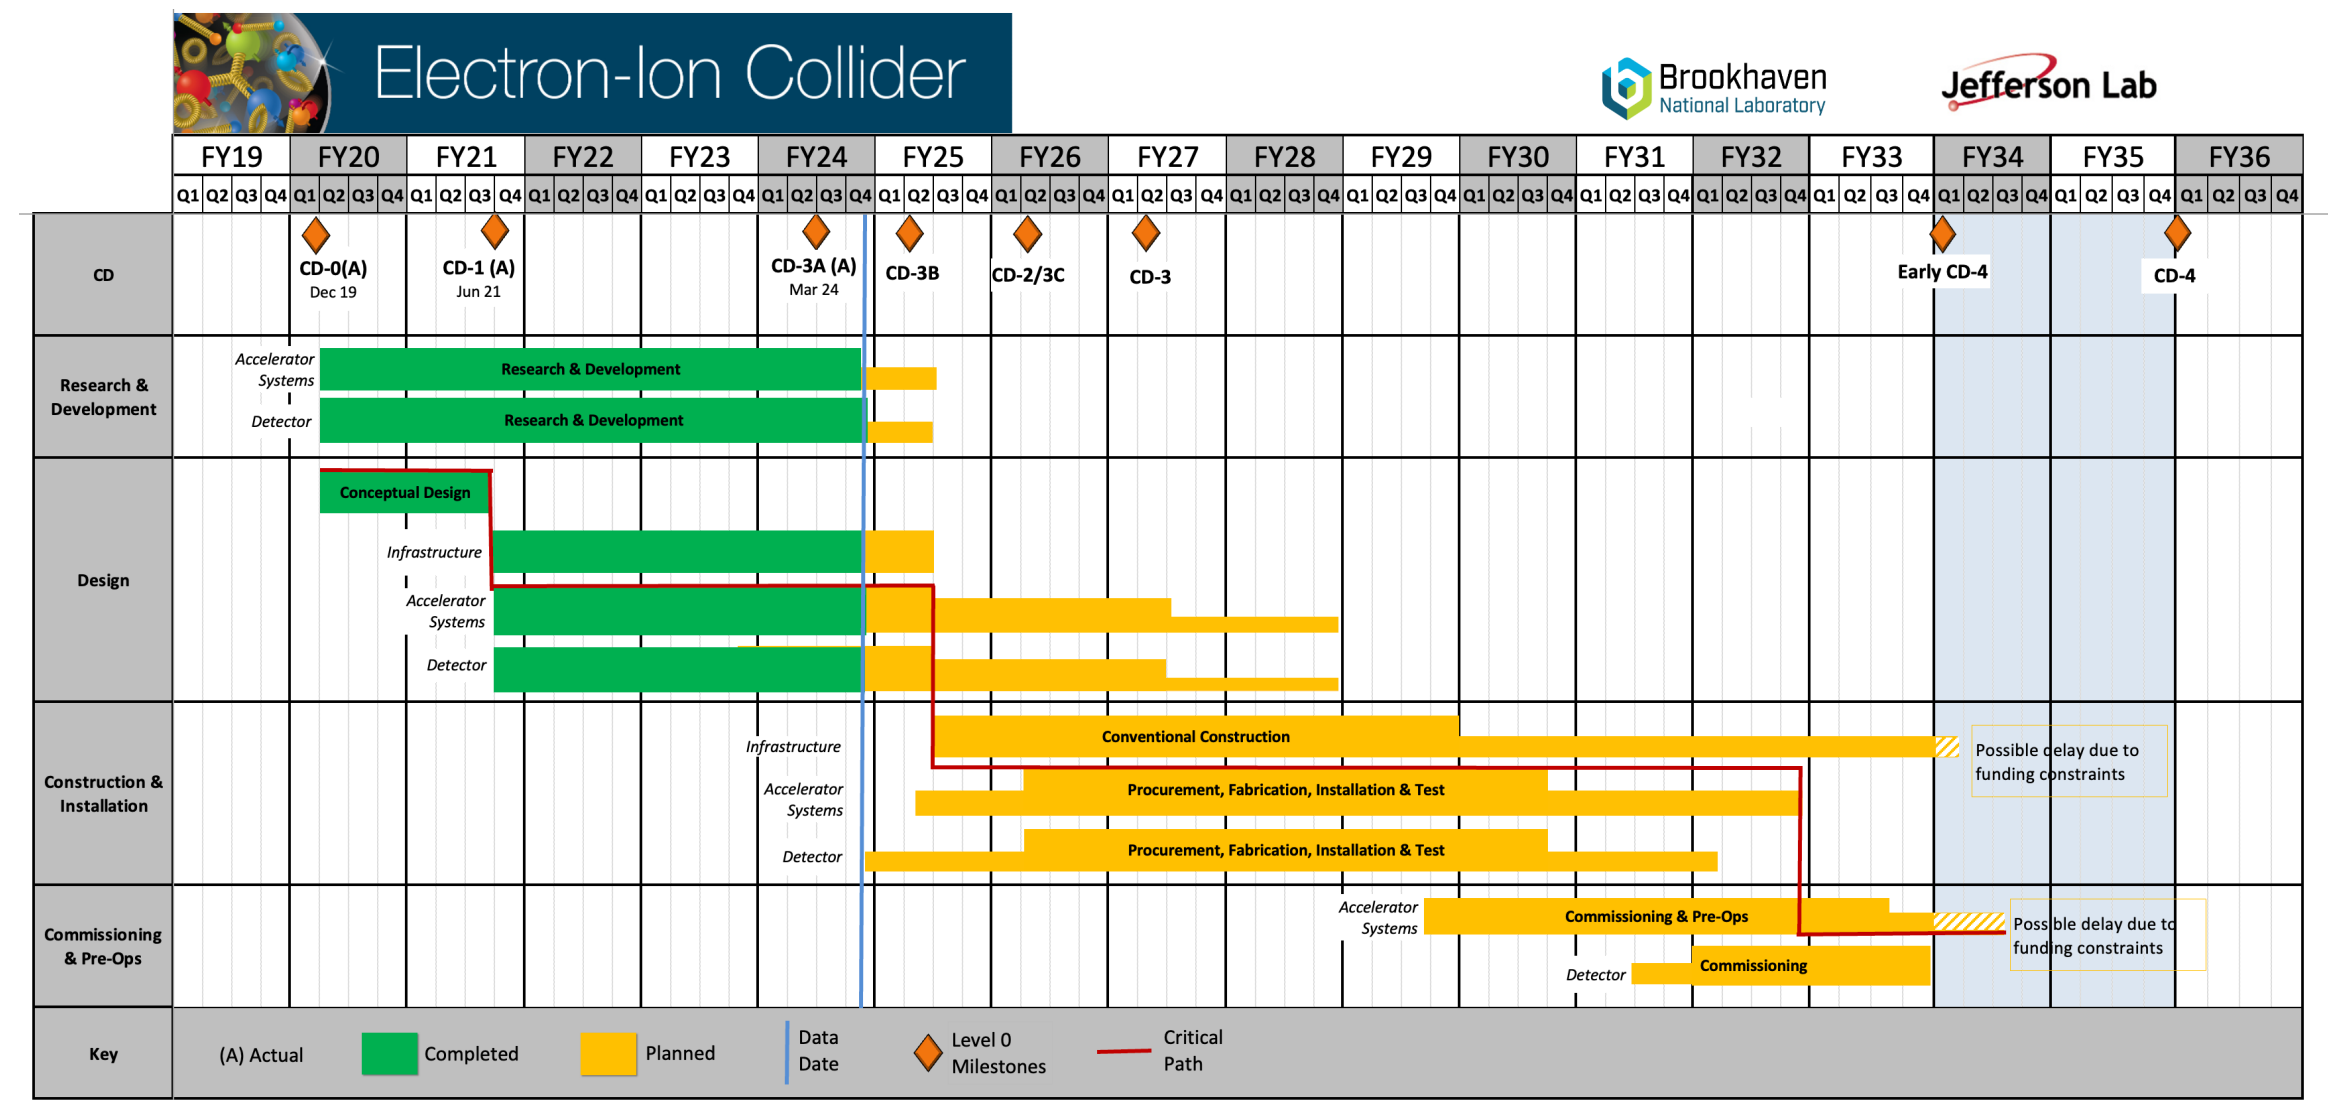 Electron-Ion Collider
Brookhaven
National Laboratory
Jefferson Lab
FY19 FY20 FY21 FY22 FY23 FY24 FY25 FY26 FY27 FY28 FY29 FY30 FY31 FY32 FY33 FY34 FY35 FY36
Q1 Q2 Q3 Q4 Q1 Q2 Q3 Q4 Q1 Q2 Q3 Q4 Q1 Q2 Q3 Q4 Q1 Q2 Q3 Q4 Q1 Q2 Q3 Q4 Q1 Q2 Q3 Q4 Q1 Q2 Q3 Q4 Q1 Q2 Q3 Q4 Q1 Q2 Q3 Q4 Q1 Q2 Q3 Q4 Q1 Q2 Q3 Q4 Q1 Q2 Q3 Q4 Q1 Q2 Q3 Q4 Q1 Q2 Q3 Q4 Q1 Q2 Q3 Q4 Q1 Q2 Q3 Q4 Q1 Q2 Q3 Q4
CD
CD-0(A)
Dec 19
CD-1 (A)
Jun 21
CD-3A (A)
Mar 24
CD-3B
CD-2/3C
CD-3
Early CD-4
CD-4
Research &
Development
Accelerator
Systems
Research & Development
Detector
Research & Development
Design
Conceptual Design
Infrastructure
Accelerator
Systems
Detector
Construction &
Installation
Infrastructure
Conventional Construction
Possible delay due to
funding constraints
Accelerator
Systems
Procurement, Fabrication, Installation & Test
Detector
Procurement, Fabrication, Installation & Test
Commissioning
& Pre-Ops
Accelerator
Systems
Commissioning & Pre-Ops
Possible delay due to
funding constraints
Detector
Commissioning
Key
(A) Actual
Completed
Planned
Data
Date
Level 0
Milestones
Critical
Path